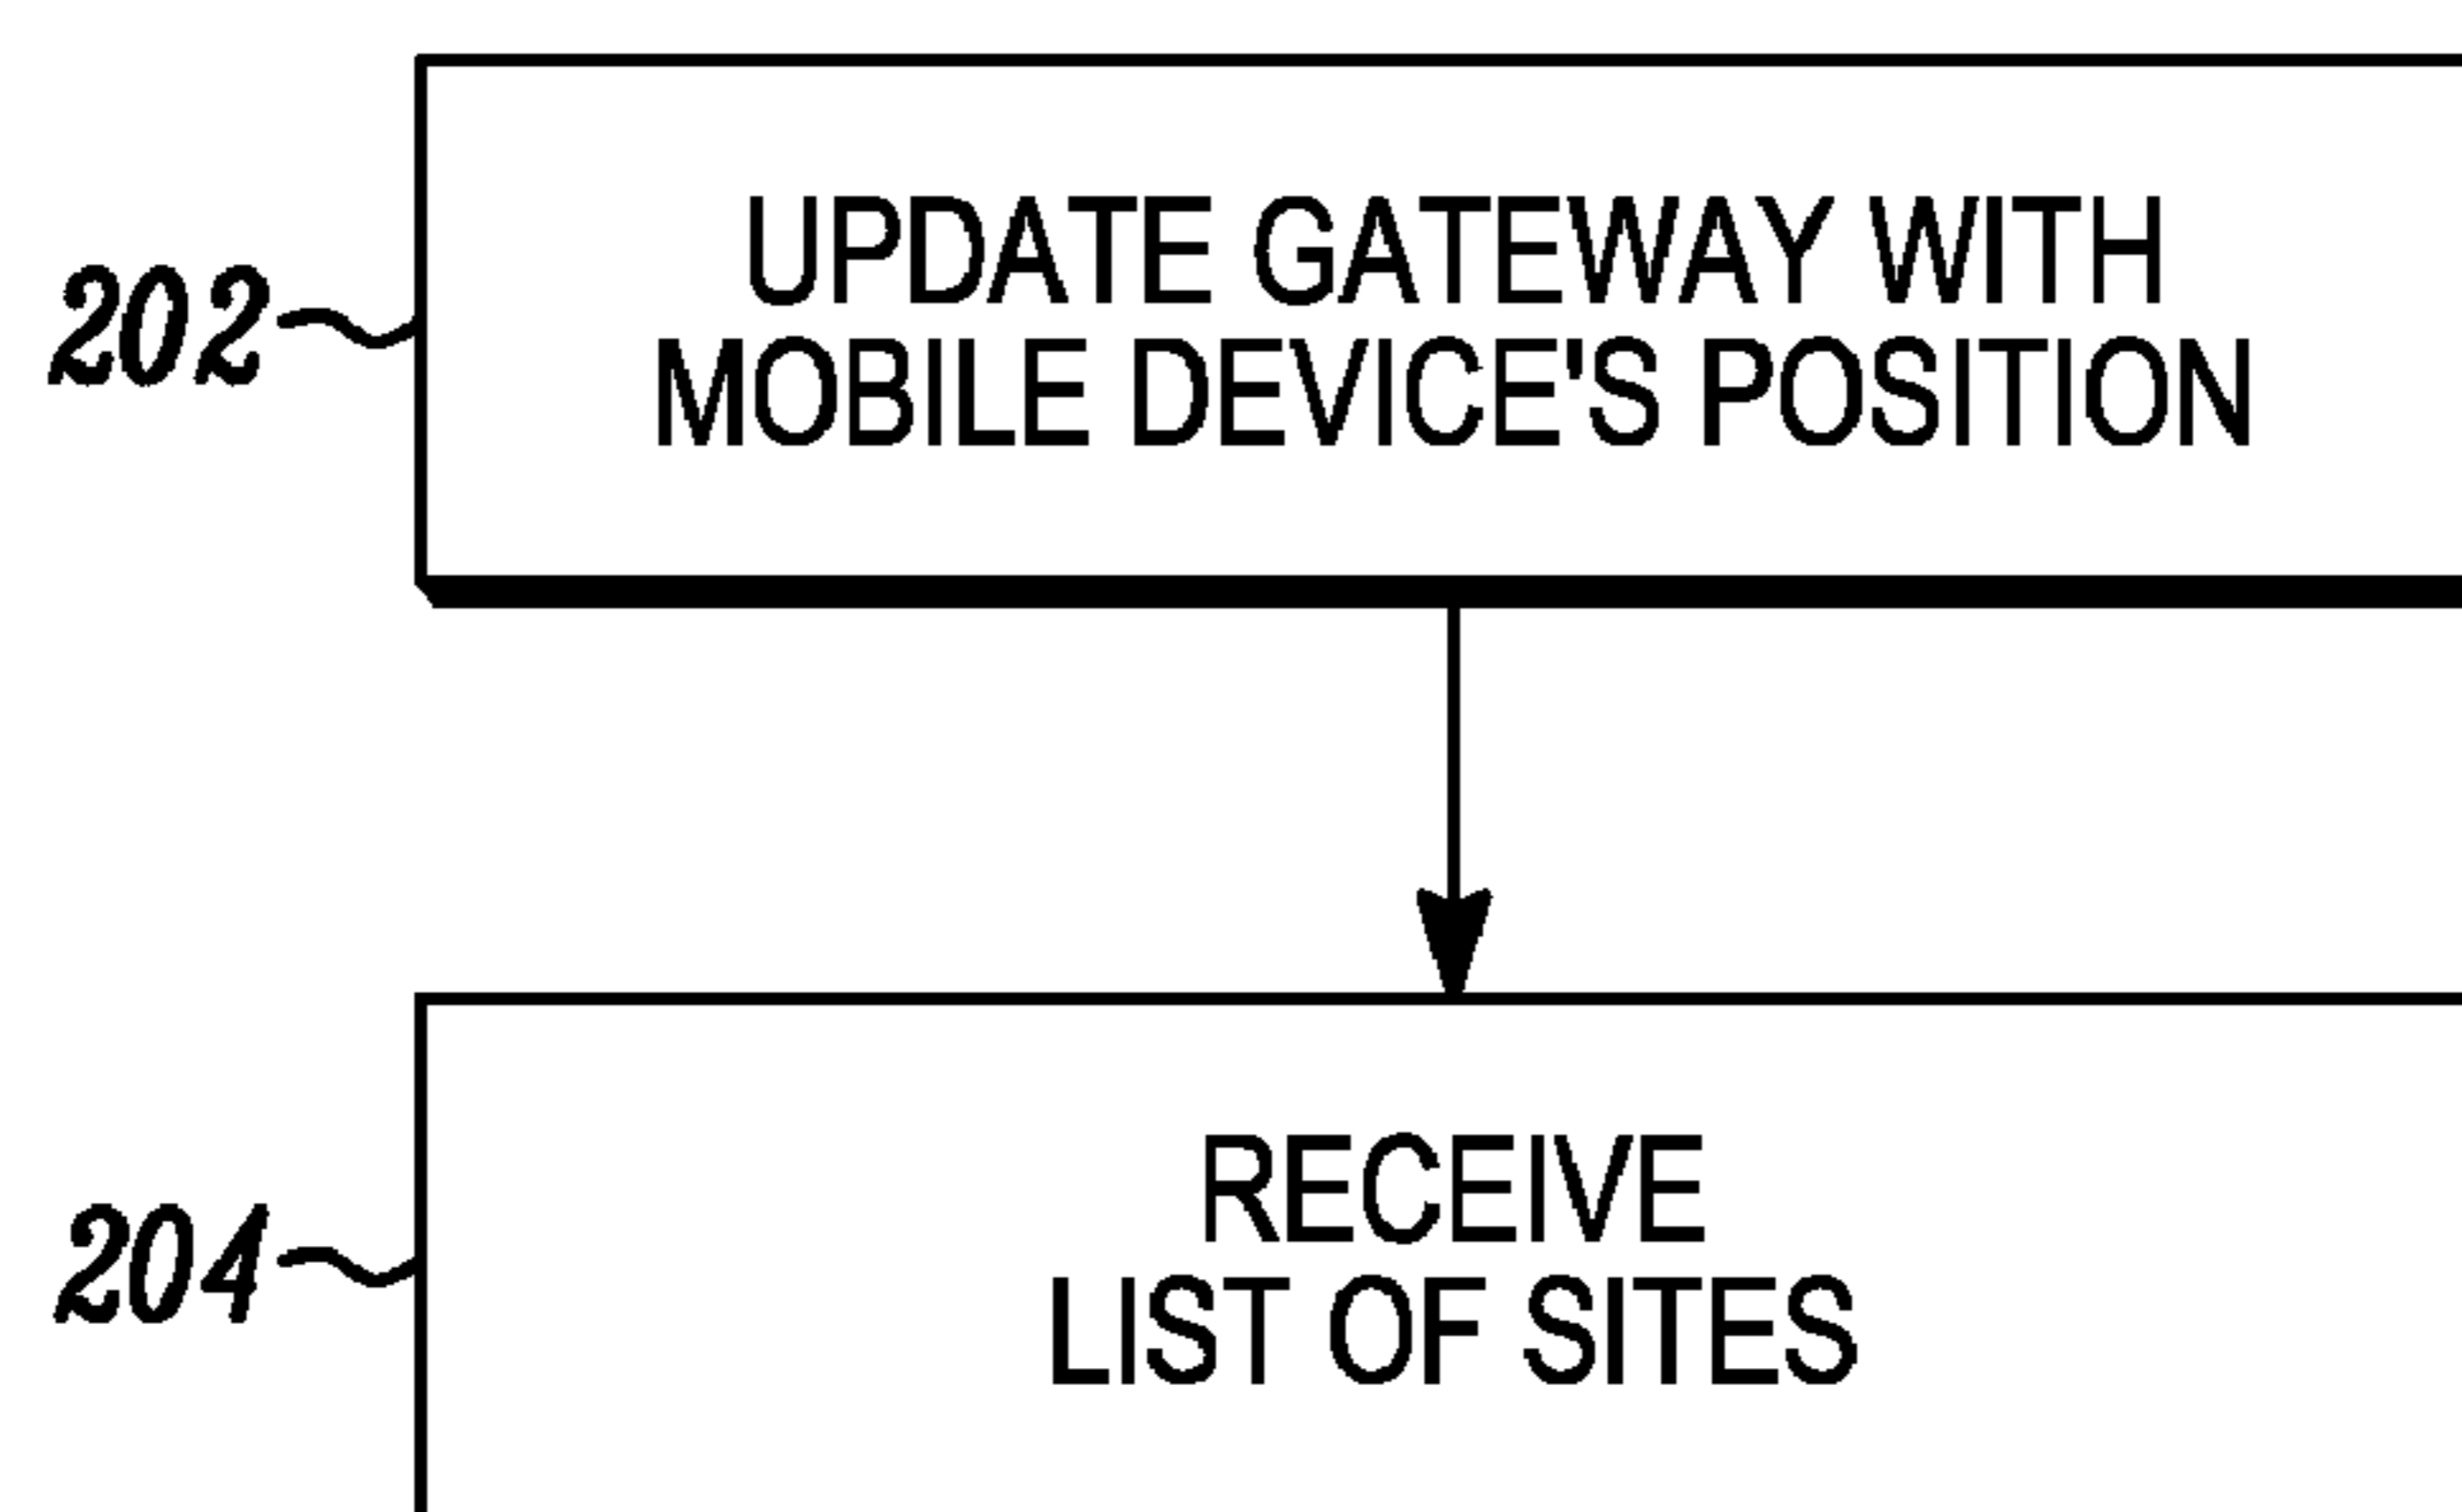 202
UPDATE GATEWAY WITH
MOBILE DEVICE'S POSITION
204
RECEIVE
LIST OF SITES